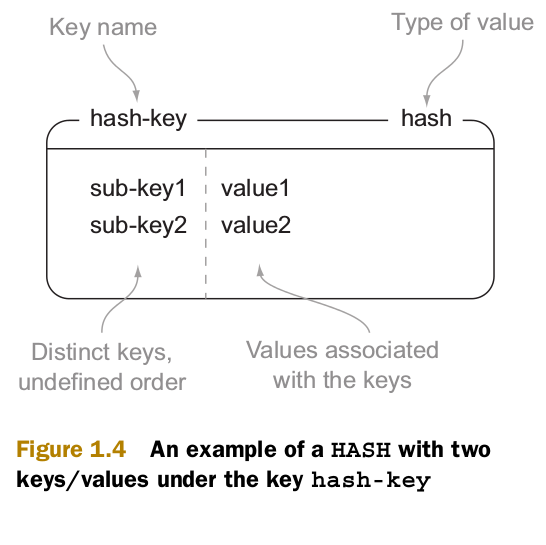 Key name
Type of value
hash-key
hash
sub-key1 value1
sub-key2 value2
Distinct keys,
undefined order
Values associated
with the keys
Figure 1.4 An example of a HASH with two
keys/values under the key hash-key